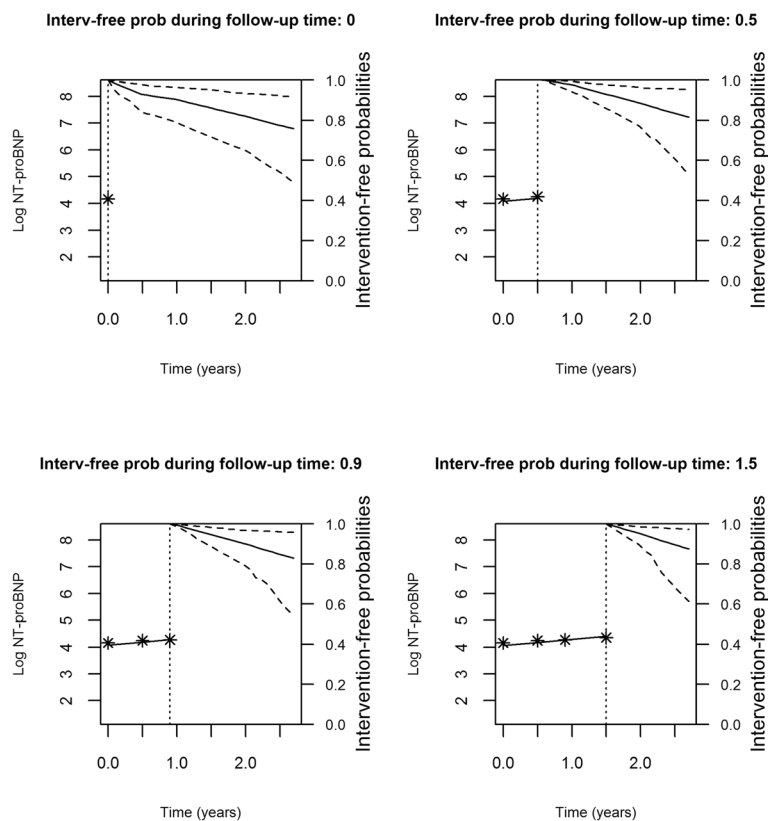 Interv-free prob during follow-up time: 0
Log NT-proBNP
8
7
6
5
4
3
2
1.0
0.8
0.6
0.4
0.2
0.0
Intervention-free probabilities
0.0 1.0 2.0
Time (years)
Interv-free prob during follow-up time: 0.5
Log NT-proBNP
8
7
6
5
4
3
2
1.0
0.8
0.6
0.4
0.2
0.0
Intervention-free probabilities
0.0 1.0 2.0
Time (years)
Interv-free prob during follow-up time: 0.9
Log NT-proBNP
8
7
6
5
4
3
2
1.0
0.8
0.6
0.4
0.2
0.0
Intervention-free probabilities
0.0 1.0 2.0
Time (years)
Interv-free prob during follow-up time: 1.5
Log NT-proBNP
8
7
6
5
4
3
2
1.0
0.8
0.6
0.4
0.2
0.0
Intervention-free probabilities
0.0 1.0 2.0
Time (years)